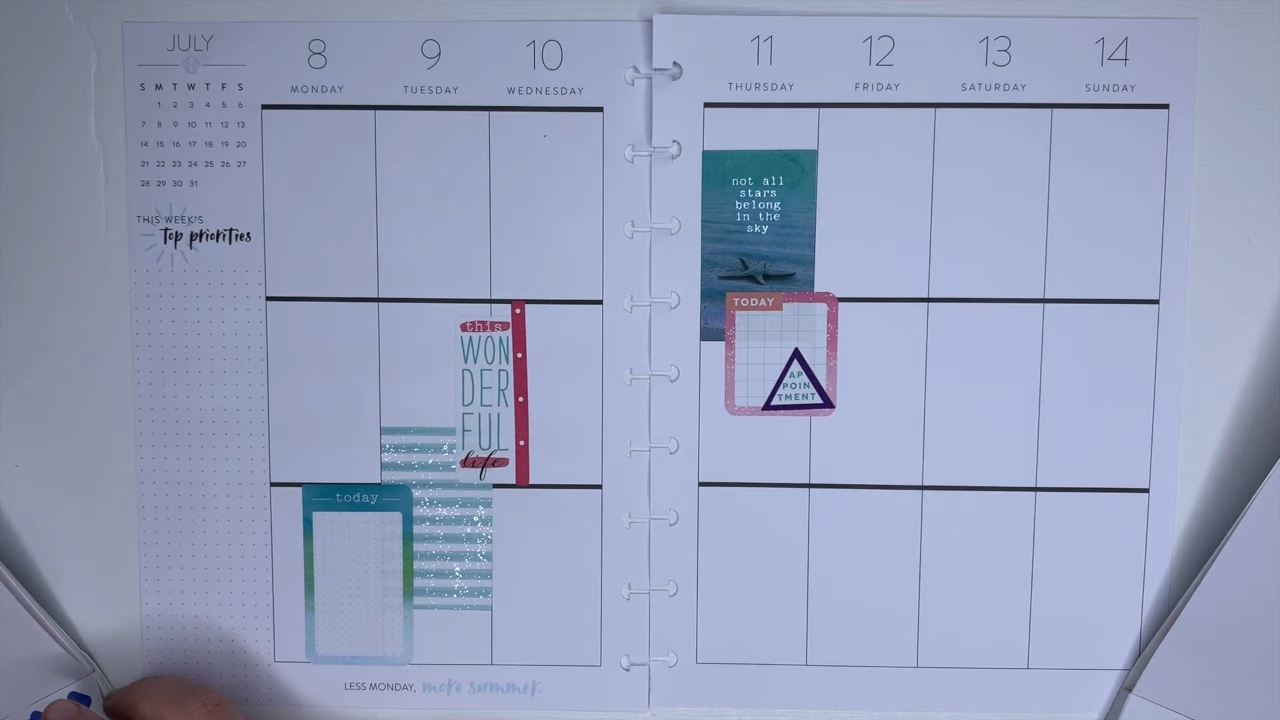 JULY
S M T W T F S
1 2 3 4 5 6
7 8 9 10 11 12 13
14 15 16 17 18 19 20
21 22 23 24 25 26 27
28 29 30 31
THIS WEEK'S
Top priorities
8 9 10
MONDAY TUESDAY WEDNESDAY
this
WON
DER
FUL
life
today
LESS MONDAY, more summer.
11 12 13 14
THURSDAY FRIDAY SATURDAY SUNDAY
not all
stars
belong
in the
sky
TODAY
AP
POIN
TMENT